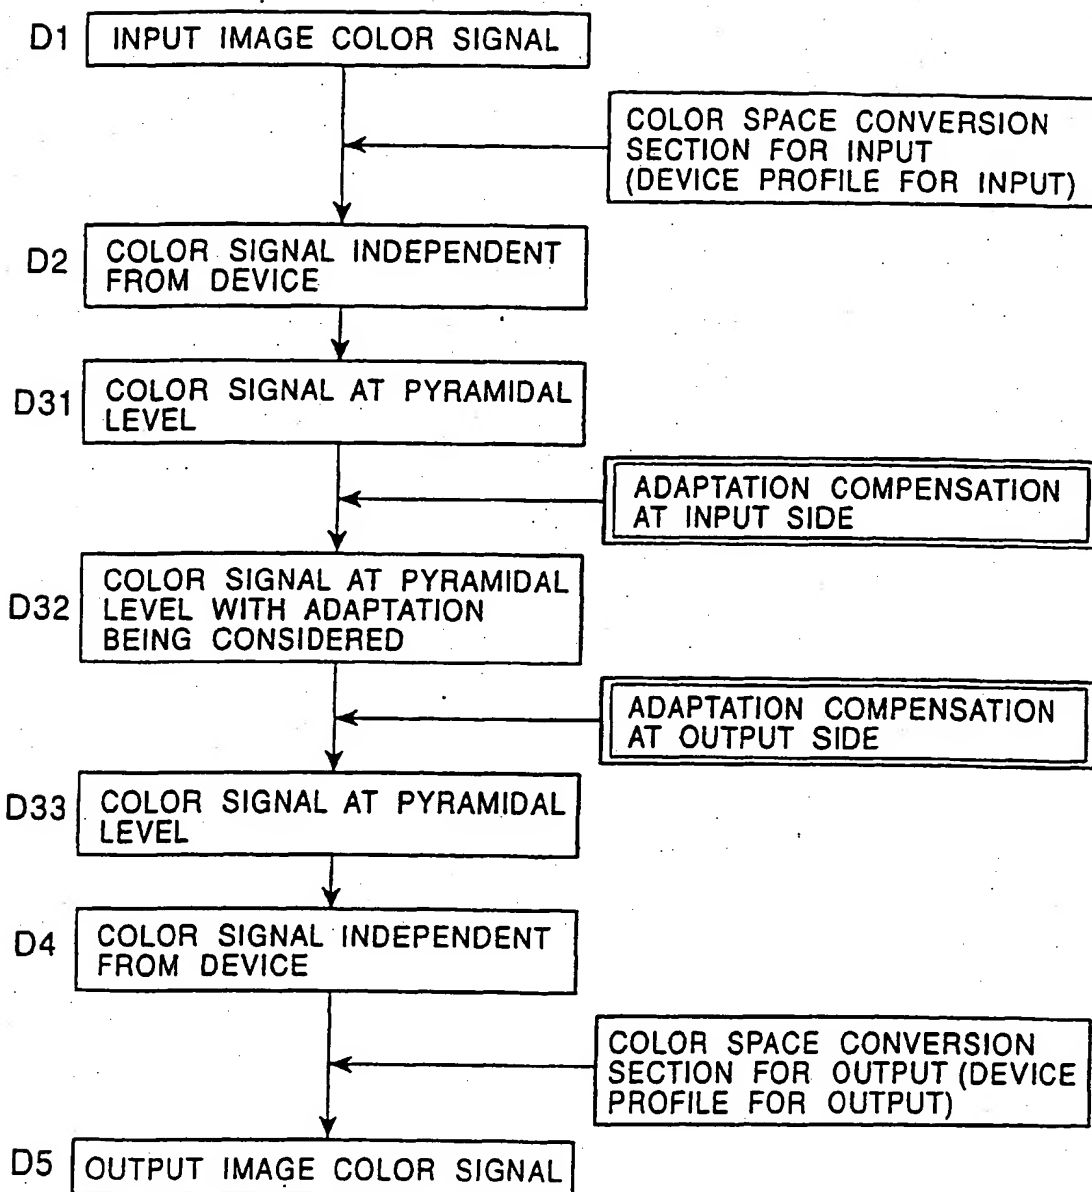 D1 INPUT IMAGE COLOR SIGNAL
COLOR SPACE CONVERSION
SECTION FOR INPUT
(DEVICE PROFILE FOR INPUT)
D2 COLOR SIGNAL INDEPENDENT
FROM DEVICE
D31 COLOR SIGNAL AT PYRAMIDAL
LEVEL
ADAPTATION COMPENSATION
AT INPUT SIDE
D32 COLOR SIGNAL AT PYRAMIDAL
LEVEL WITH ADAPTATION
BEING CONSIDERED
ADAPTATION COMPENSATION
AT OUTPUT SIDE
D33 COLOR SIGNAL AT PYRAMIDAL
LEVEL
D4 COLOR SIGNAL INDEPENDENT
FROM DEVICE
COLOR SPACE CONVERSION
SECTION FOR OUTPUT (DEVICE
PROFILE FOR OUTPUT)
D5 OUTPUT IMAGE COLOR SIGNAL